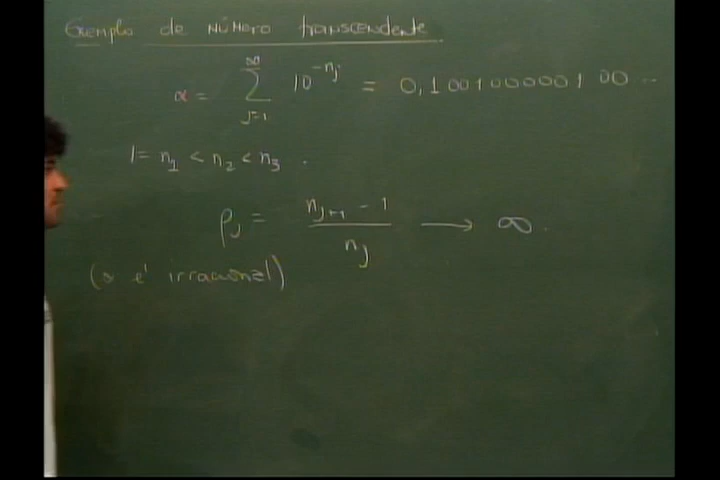 Exemplo de número transcendente
α = ∑_{j=1}^{∞} 10^{-n_j} = 0,1001000001 00 ...
1 = n_1 < n_2 < n_3 .
ρ_j = \frac{n_{j+1} - 1}{n_j} ⟶ ∞.
(α é irracional)